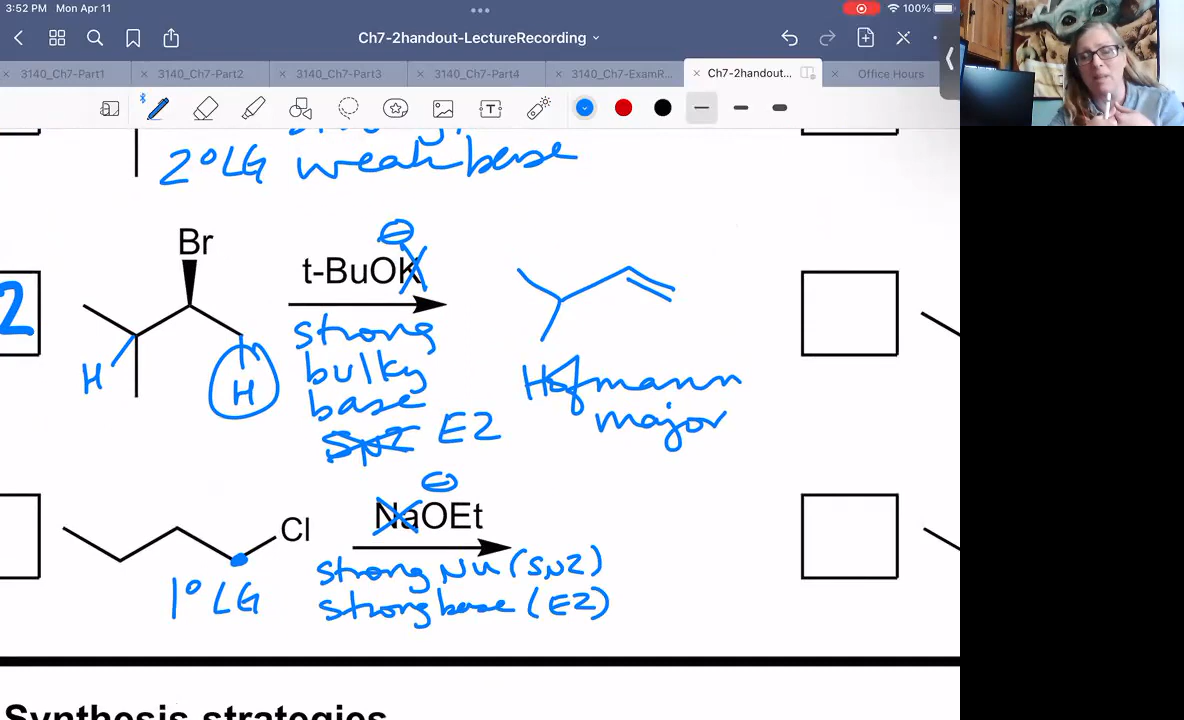 3:52 PM Mon Apr 11
100%
Ch7-2handout-LectureRecording
3140_Ch7-Part1
3140_Ch7-Part2
3140_Ch7-Part3
3140_Ch7-Part4
3140_Ch7-ExamR...
Ch7-2handout...
Office Hours
2° LG weak base
2
Br
t-BuOK
⊖
H
H
strong
bulky
base
SN2 E2
Hofmann
major
Cl
1° LG
NaOEt
⊖
strong Nu (SN2)
strong base (E2)
Synthesis strategies